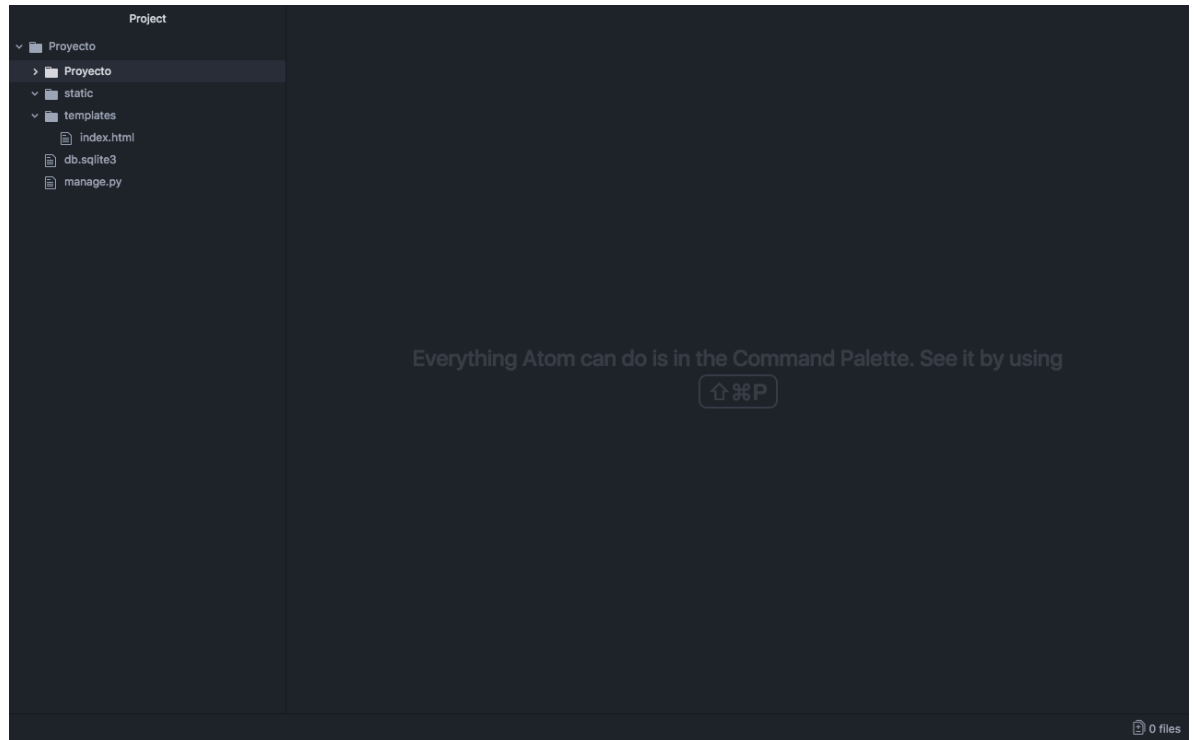 Project
Proyecto
Proyecto
static
templates
index.html
db.sqlite3
manage.py
Everything Atom can do is in the Command Palette. See it by using
⇧⌘P
0 files